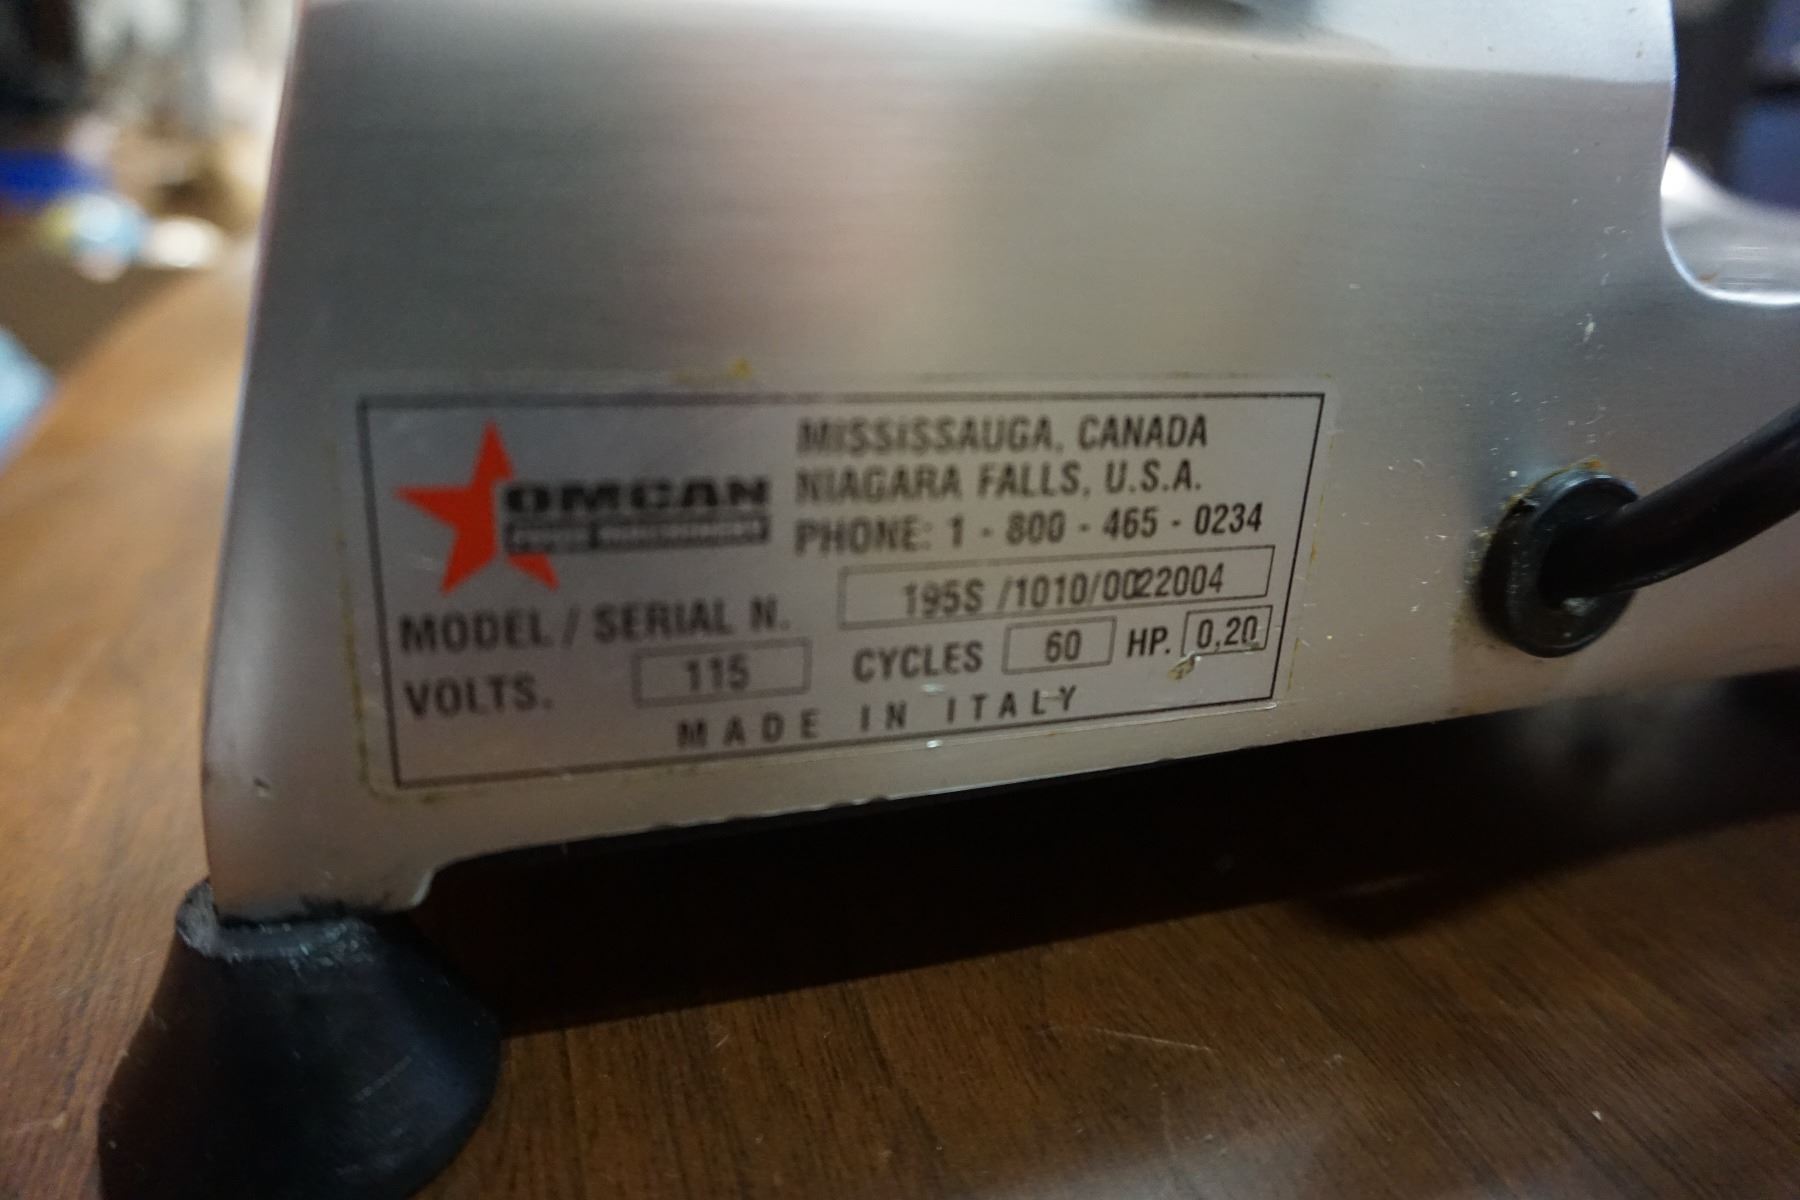 OMCAN
MISSISSAUGA, CANADA
NIAGARA FALLS, U.S.A.
PHONE: 1 - 800 - 465 - 0234
MODEL / SERIAL N. 195S /1010/0022004
VOLTS. 115 CYCLES 60 HP. 0,20
MADE IN ITALY